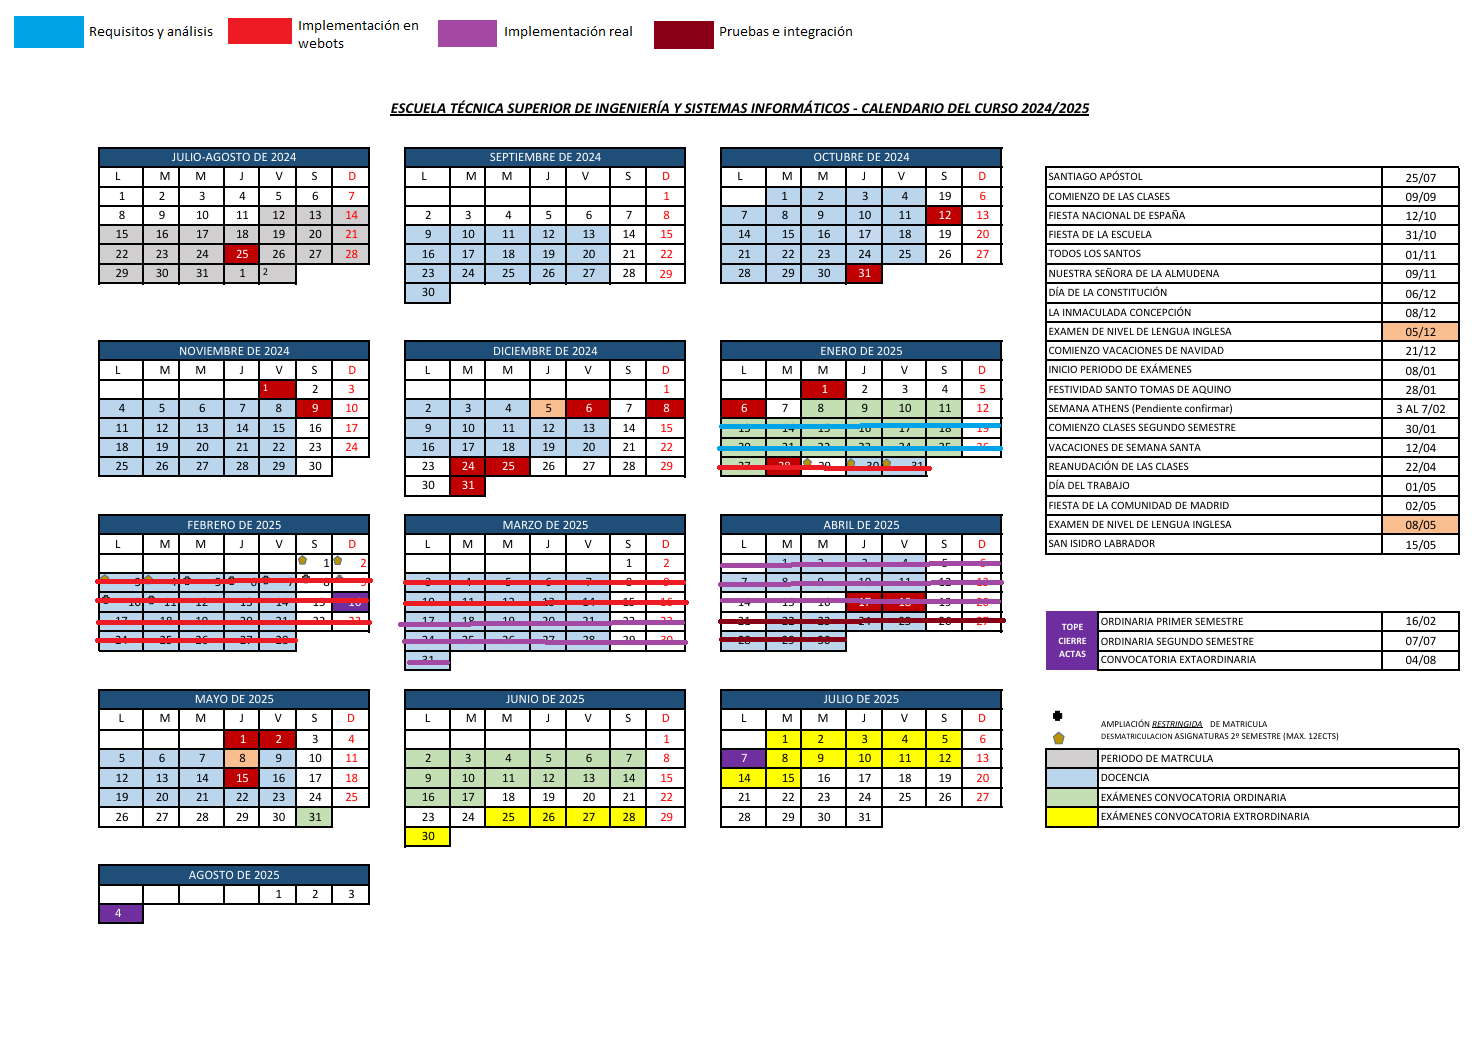 Requisitos y análisis
Implementación en
webots
Implementación real
Pruebas e integración
ESCUELA TÉCNICA SUPERIOR DE INGENIERÍA Y SISTEMAS INFORMÁTICOS - CALENDARIO DEL CURSO 2024/2025
JULIO-AGOSTO DE 2024
L M M J V S D
1 2 3 4 5 6 7
8 9 10 11 12 13 14
15 16 17 18 19 20 21
22 23 24 25 26 27 28
29 30 31 1 2
SEPTIEMBRE DE 2024
L M M J V S D
1
2 3 4 5 6 7 8
9 10 11 12 13 14 15
16 17 18 19 20 21 22
23 24 25 26 27 28 29
30
OCTUBRE DE 2024
L M M J V S D
1 2 3 4 19 6
7 8 9 10 11 12 13
14 15 16 17 18 19 20
21 22 23 24 25 26 27
28 29 30 31
NOVIEMBRE DE 2024
L M M J V S D
1 2 3
4 5 6 7 8 9 10
11 12 13 14 15 16 17
18 19 20 21 22 23 24
25 26 27 28 29 30
DICIEMBRE DE 2024
L M M J V S D
1
2 3 4 5 6 7 8
9 10 11 12 13 14 15
16 17 18 19 20 21 22
23 24 25 26 27 28 29
30 31
ENERO DE 2025
L M M J V S D
1 2 3 4 5
6 7 8 9 10 11 12
13 14 15 16 17 18 19
20 21 22 23 24 25 26
27 28 29 30 31
FEBRERO DE 2025
L M M J V S D
1 2
3 4 5 6 7 8 9
10 11 12 13 14 15 16
17 18 19 20 21 22 23
24 25 26 27 28
MARZO DE 2025
L M M J V S D
1 2
3 4 5 6 7 8 9
10 11 12 13 14 15 16
17 18 19 20 21 22 23
24 25 26 27 28 29 30
31
ABRIL DE 2025
L M M J V S D
1 2 3 4 5 6
7 8 9 10 11 12 13
14 15 16 17 18 19 20
21 22 23 24 25 26 27
28 29 30
MAYO DE 2025
L M M J V S D
1 2 3 4
5 6 7 8 9 10 11
12 13 14 15 16 17 18
19 20 21 22 23 24 25
26 27 28 29 30 31
JUNIO DE 2025
L M M J V S D
1
2 3 4 5 6 7 8
9 10 11 12 13 14 15
16 17 18 19 20 21 22
23 24 25 26 27 28 29
30
JULIO DE 2025
L M M J V S D
1 2 3 4 5 6
7 8 9 10 11 12 13
14 15 16 17 18 19 20
21 22 23 24 25 26 27
28 29 30 31
AGOSTO DE 2025
1 2 3
4
SANTIAGO APÓSTOL 25/07
COMIENZO DE LAS CLASES 09/09
FIESTA NACIONAL DE ESPAÑA 12/10
FIESTA DE LA ESCUELA 31/10
TODOS LOS SANTOS 01/11
NUESTRA SEÑORA DE LA ALMUDENA 09/11
DÍA DE LA CONSTITUCIÓN 06/12
LA INMACULADA CONCEPCIÓN 08/12
EXAMEN DE NIVEL DE LENGUA INGLESA 05/12
COMIENZO VACACIONES DE NAVIDAD 21/12
INICIO PERIODO DE EXÁMENES 08/01
FESTIVIDAD SANTO TOMAS DE AQUINO 28/01
SEMANA ATHENS (Pendiente confirmar) 3 AL 7/02
COMIENZO CLASES SEGUNDO SEMESTRE 30/01
VACACIONES DE SEMANA SANTA 12/04
REANUDACIÓN DE LAS CLASES 22/04
DÍA DEL TRABAJO 01/05
FIESTA DE LA COMUNIDAD DE MADRID 02/05
EXAMEN DE NIVEL DE LENGUA INGLESA 08/05
SAN ISIDRO LABRADOR 15/05
TOPE
CIERRE
ACTAS
ORDINARIA PRIMER SEMESTRE 16/02
ORDINARIA SEGUNDO SEMESTRE 07/07
CONVOCATORIA EXTAORDINARIA 04/08
AMPLIACIÓN RESTRINGIDA DE MATRICULA
DESMATRICULACION ASIGNATURAS 2º SEMESTRE (MAX. 12ECTS)
PERIODO DE MATRCULA
DOCENCIA
EXÁMENES CONVOCATORIA ORDINARIA
EXÁMENES CONVOCATORIA EXTRORDINARIA